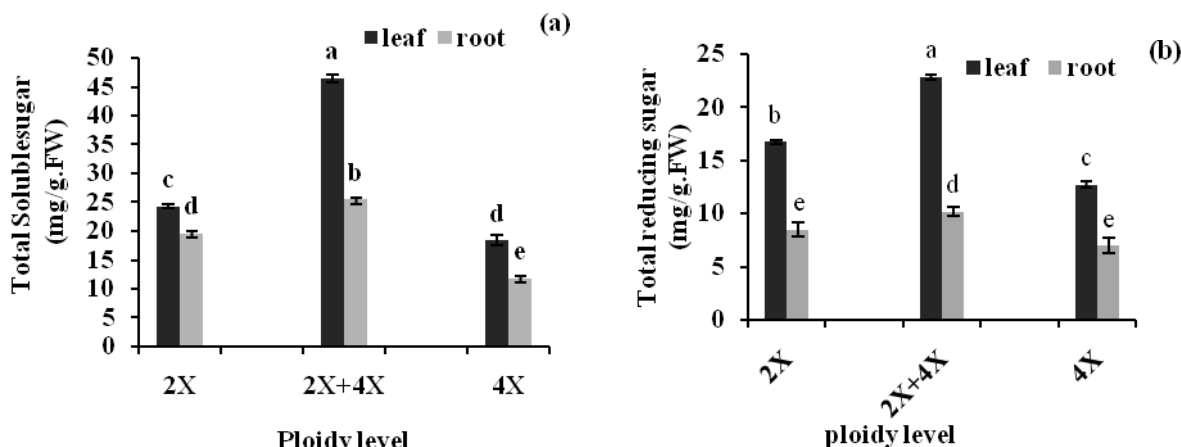 (a)
leaf root
Total Solublesugar
(mg/g.FW)
50
45
40
35
30
25
20
15
10
5
0
c
d
a
b
d
e
2X
2X+4X
4X
Ploidy level
(b)
leaf root
Total reducing sugar
(mg/g.FW)
25
20
15
10
5
0
b
e
a
d
c
e
2X
2X+4X
4X
ploidy level